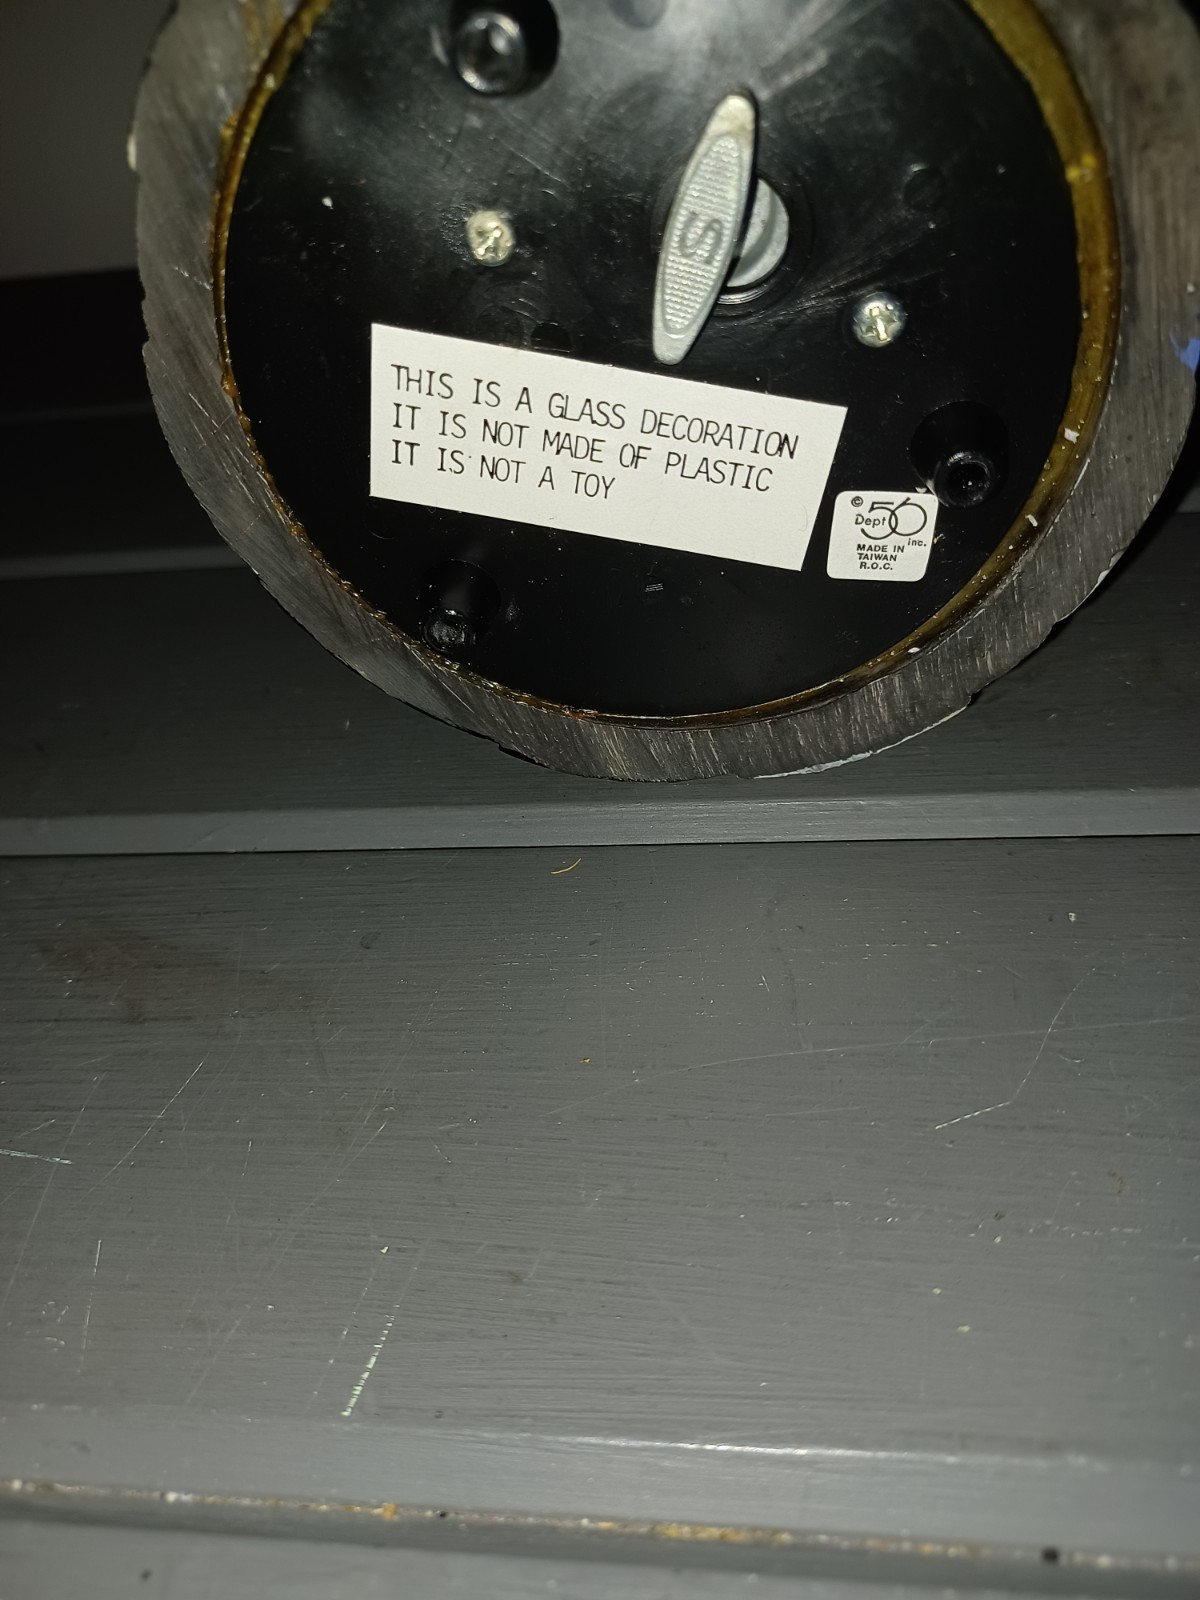 S
THIS IS A GLASS DECORATION
IT IS NOT MADE OF PLASTIC
IT IS NOT A TOY
© Dept 56 inc.
MADE IN
TAIWAN
R.O.C.